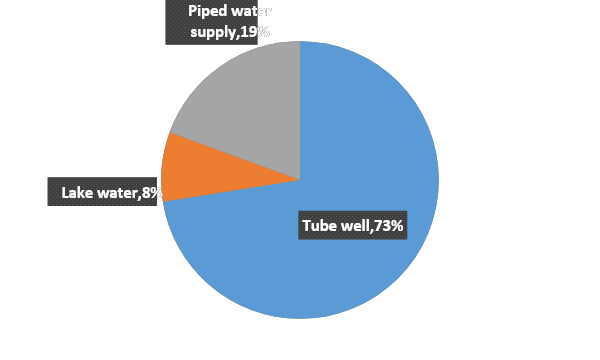 Piped water
supply,19%
Lake water,8%
Tube well,73%